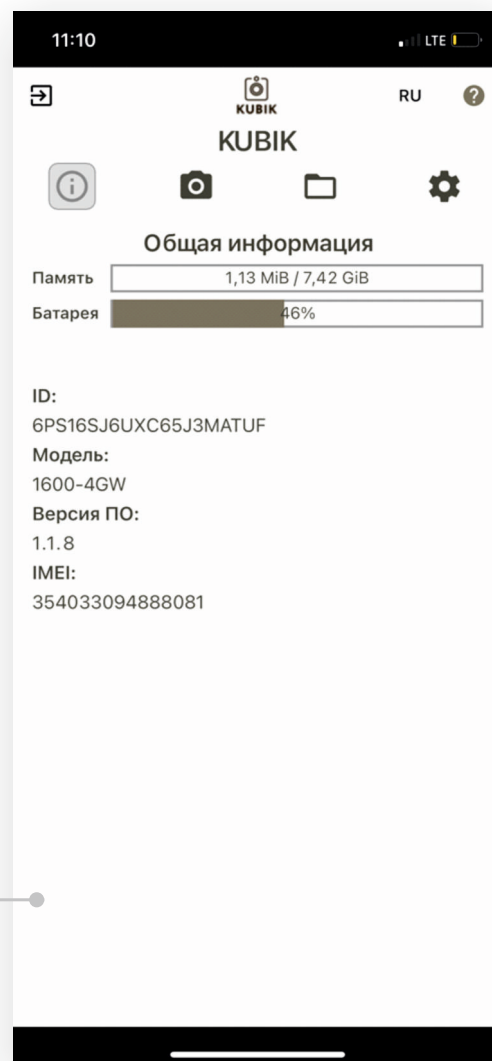 11:10
LTE
KUBIK
RU
?
KUBIK
Общая информация
Память 1,13 MiB / 7,42 GiB
Батарея 46%
ID:
6PS16SJ6UXC65J3MATUF
Модель:
1600-4GW
Версия ПО:
1.1.8
IMEI:
354033094888081